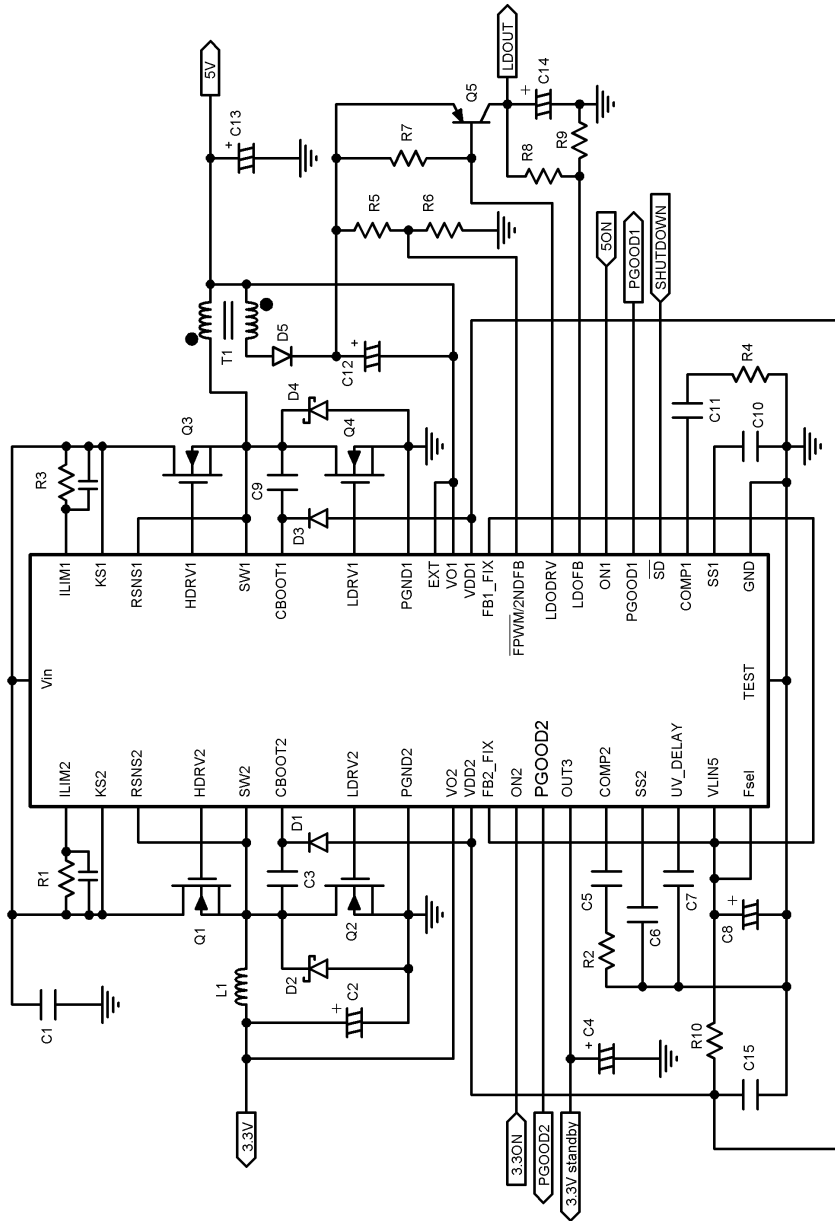 5V
C13
+
T1
D5
C12
+
R5
R6
R7
Q5
LDOUT
C14
+
R8
R9
5ON
PGOOD1
SHUTDOWN
R3
Q3
C9
D3
D4
Q4
C11
R4
C10
ILIM1
KS1
RSNS1
HDRV1
SW1
CBOOT1
LDRV1
PGND1
EXT
VO1
VDD1
FB1_FIX
FPWM/2NDFB
LDODRV
LDOFB
ON1
PGOOD1
SD
COMP1
SS1
GND
Vin
TEST
ILIM2
KS2
RSNS2
HDRV2
SW2
CBOOT2
LDRV2
PGND2
VO2
VDD2
FB2_FIX
ON2
PGOOD2
OUT3
COMP2
SS2
UV_DELAY
VLIN5
Fsel
R1
Q1
D1
C3
Q2
D2
L1
C1
C2
+
C5
R2
C6
C7
C8
+
C4
+
R10
C15
3.3V
3.3ON
PGOOD2
3.3V standby